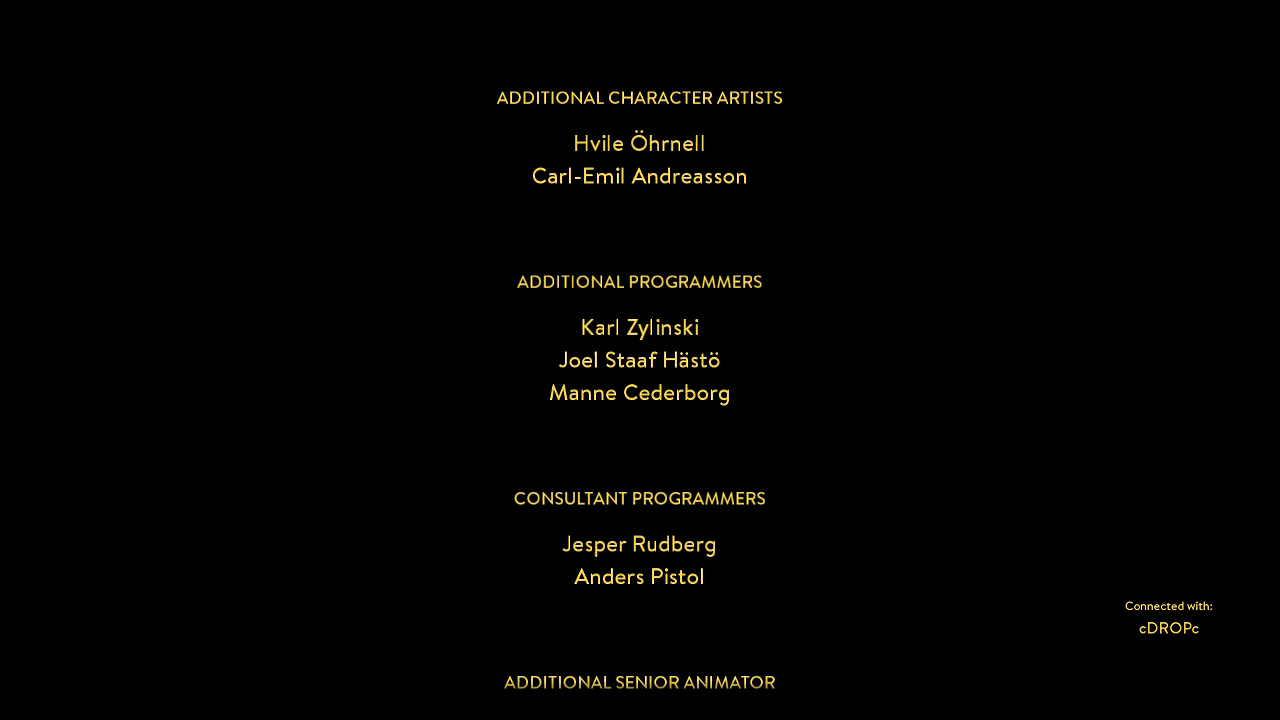 ADDITIONAL CHARACTER ARTISTS
Hvile Öhrnell
Carl-Emil Andreasson
ADDITIONAL PROGRAMMERS
Karl Zylinski
Joel Staaf Hästö
Manne Cederborg
CONSULTANT PROGRAMMERS
Jesper Rudberg
Anders Pistol
Connected with:
cDROPc
ADDITIONAL SENIOR ANIMATOR